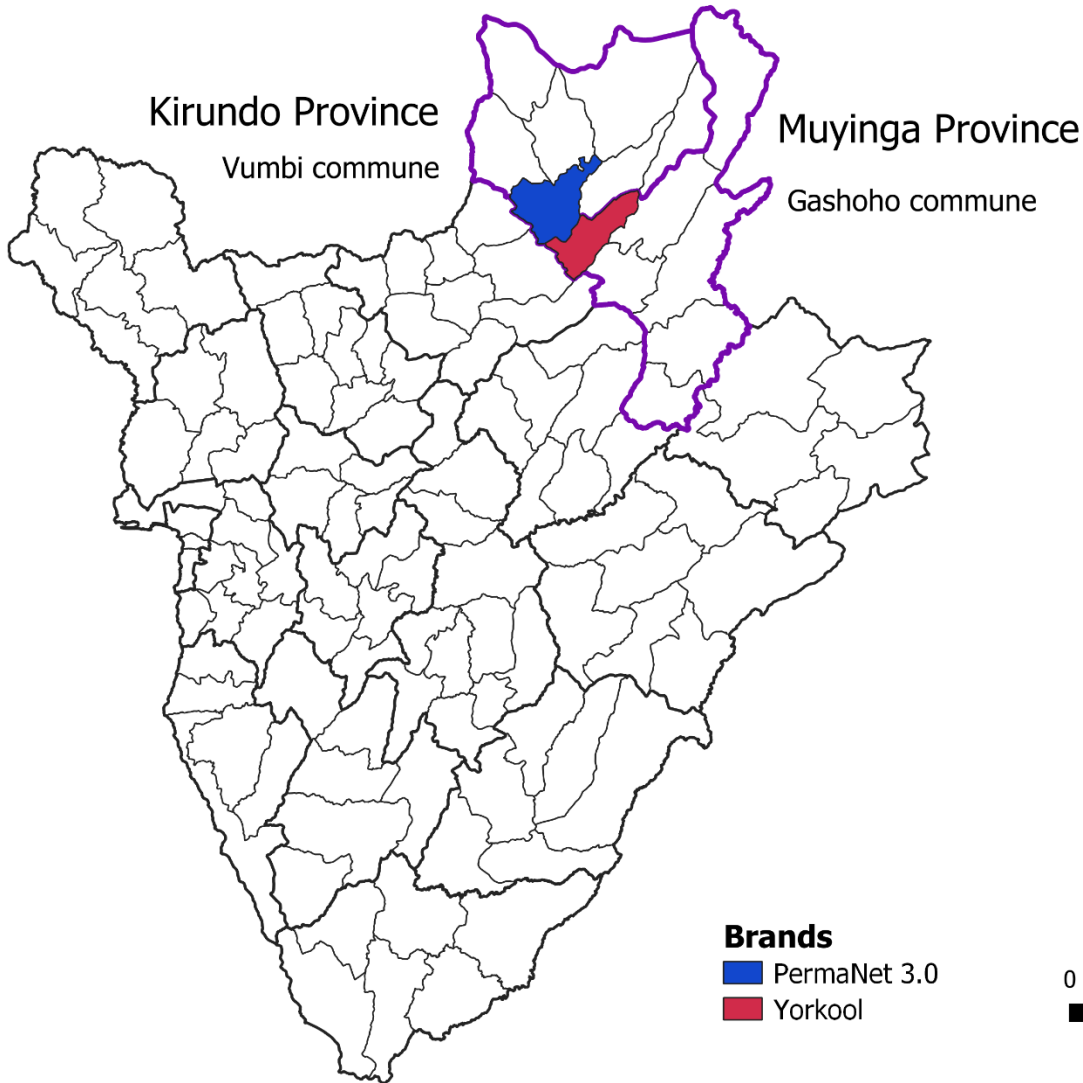 Kirundo Province
Vumbi commune
Muyinga Province
Gashoho commune
Brands
PermaNet 3.0
Yorkool
0